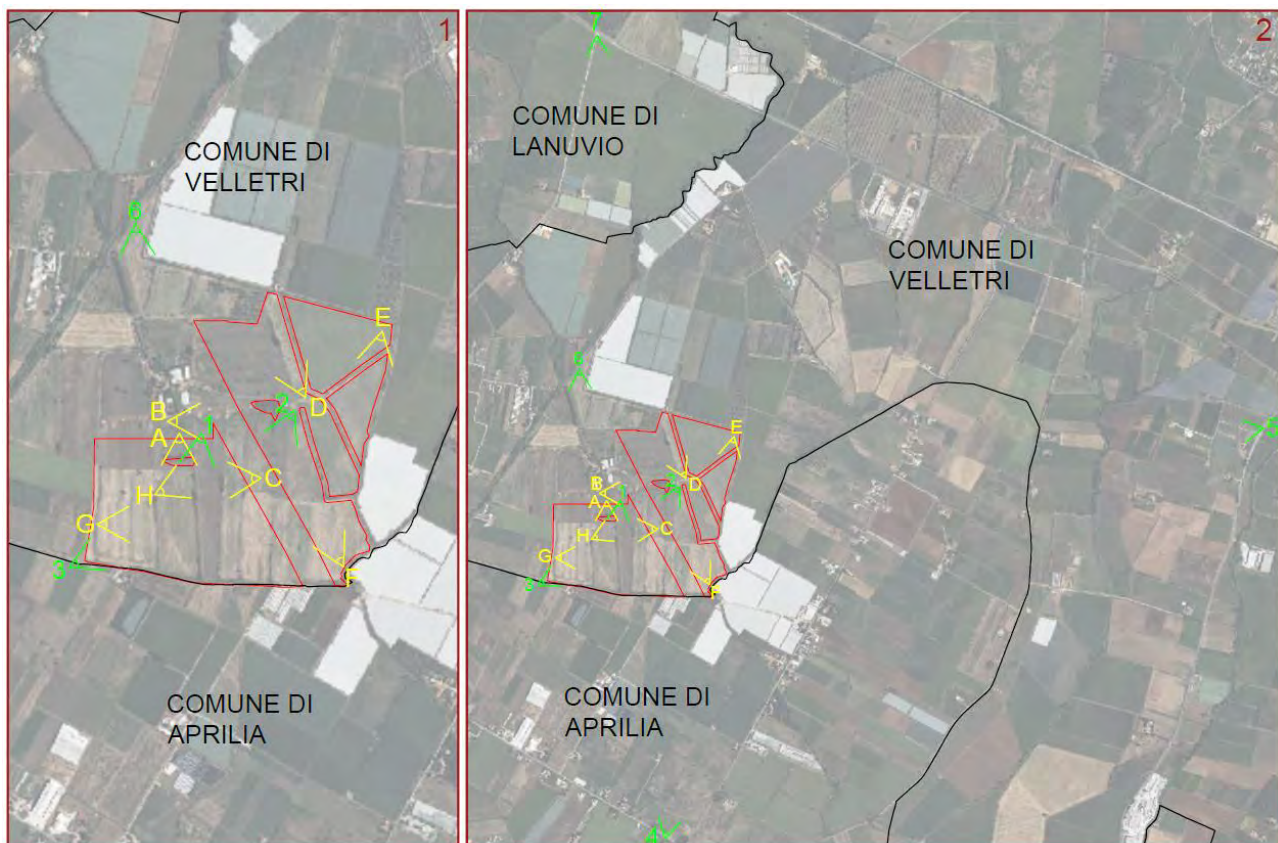 1
COMUNE DI
VELLETRI
6
E
2
D
B
1
A
C
H
G
3
F
COMUNE DI
APRILIA
2
7
COMUNE DI
LANUVIO
COMUNE DI
VELLETRI
6
5
E
2
D
B
A
1
C
H
G
3
F
COMUNE DI
APRILIA
4